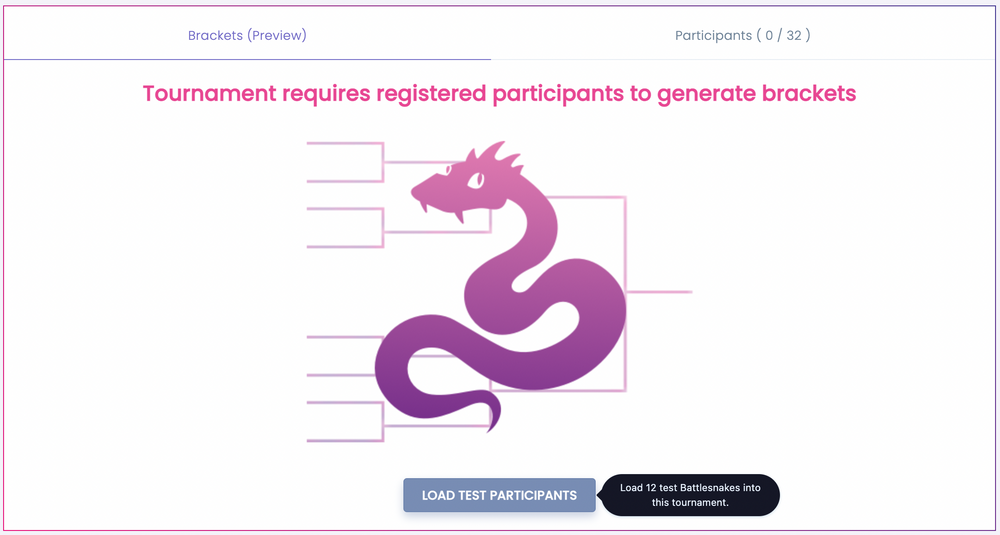 Brackets (Preview)
Participants ( 0 / 32 )
Tournament requires registered participants to generate brackets
LOAD TEST PARTICIPANTS
Load 12 test Battlesnakes into
this tournament.